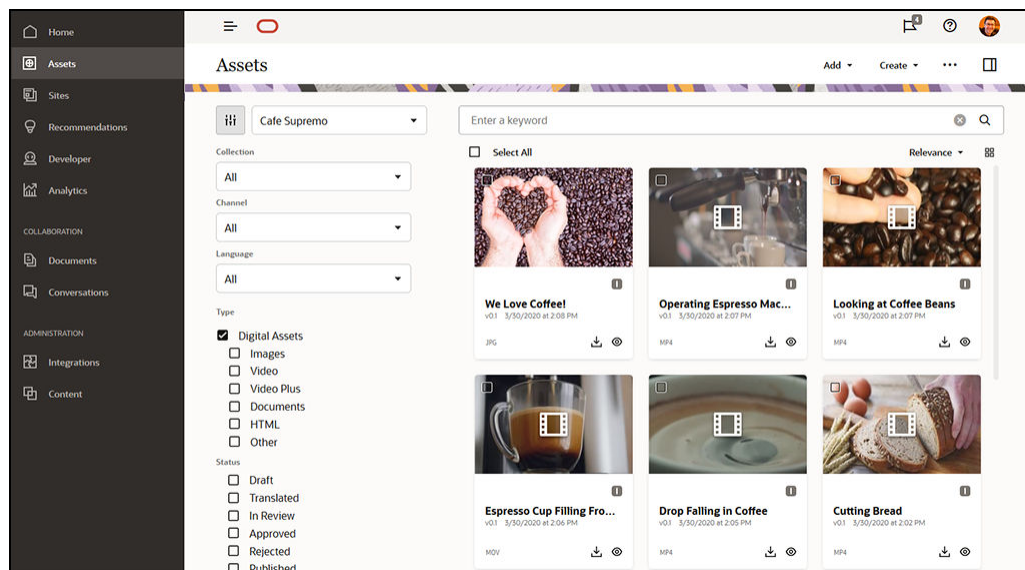 Home
Assets
Sites
Recommendations
Developer
Analytics
COLLABORATION
Documents
Conversations
ADMINISTRATION
Integrations
Content
4
Assets
Add
Create
Cafe Supremo
Enter a keyword
Collection
All
Channel
All
Language
All
Type
Digital Assets
Images
Video
Video Plus
Documents
HTML
Other
Status
Draft
Translated
In Review
Approved
Rejected
Published
Select All
Relevance
We Love Coffee!
v0.1 3/30/2020 at 2:08 PM
JPG
Operating Espresso Mac...
v0.1 3/30/2020 at 2:07 PM
MP4
Looking at Coffee Beans
v0.1 3/30/2020 at 2:07 PM
MP4
Espresso Cup Filling Fro...
v0.1 3/30/2020 at 2:06 PM
MOV
Drop Falling in Coffee
v0.1 3/30/2020 at 2:05 PM
MP4
Cutting Bread
v0.1 3/30/2020 at 2:02 PM
MP4